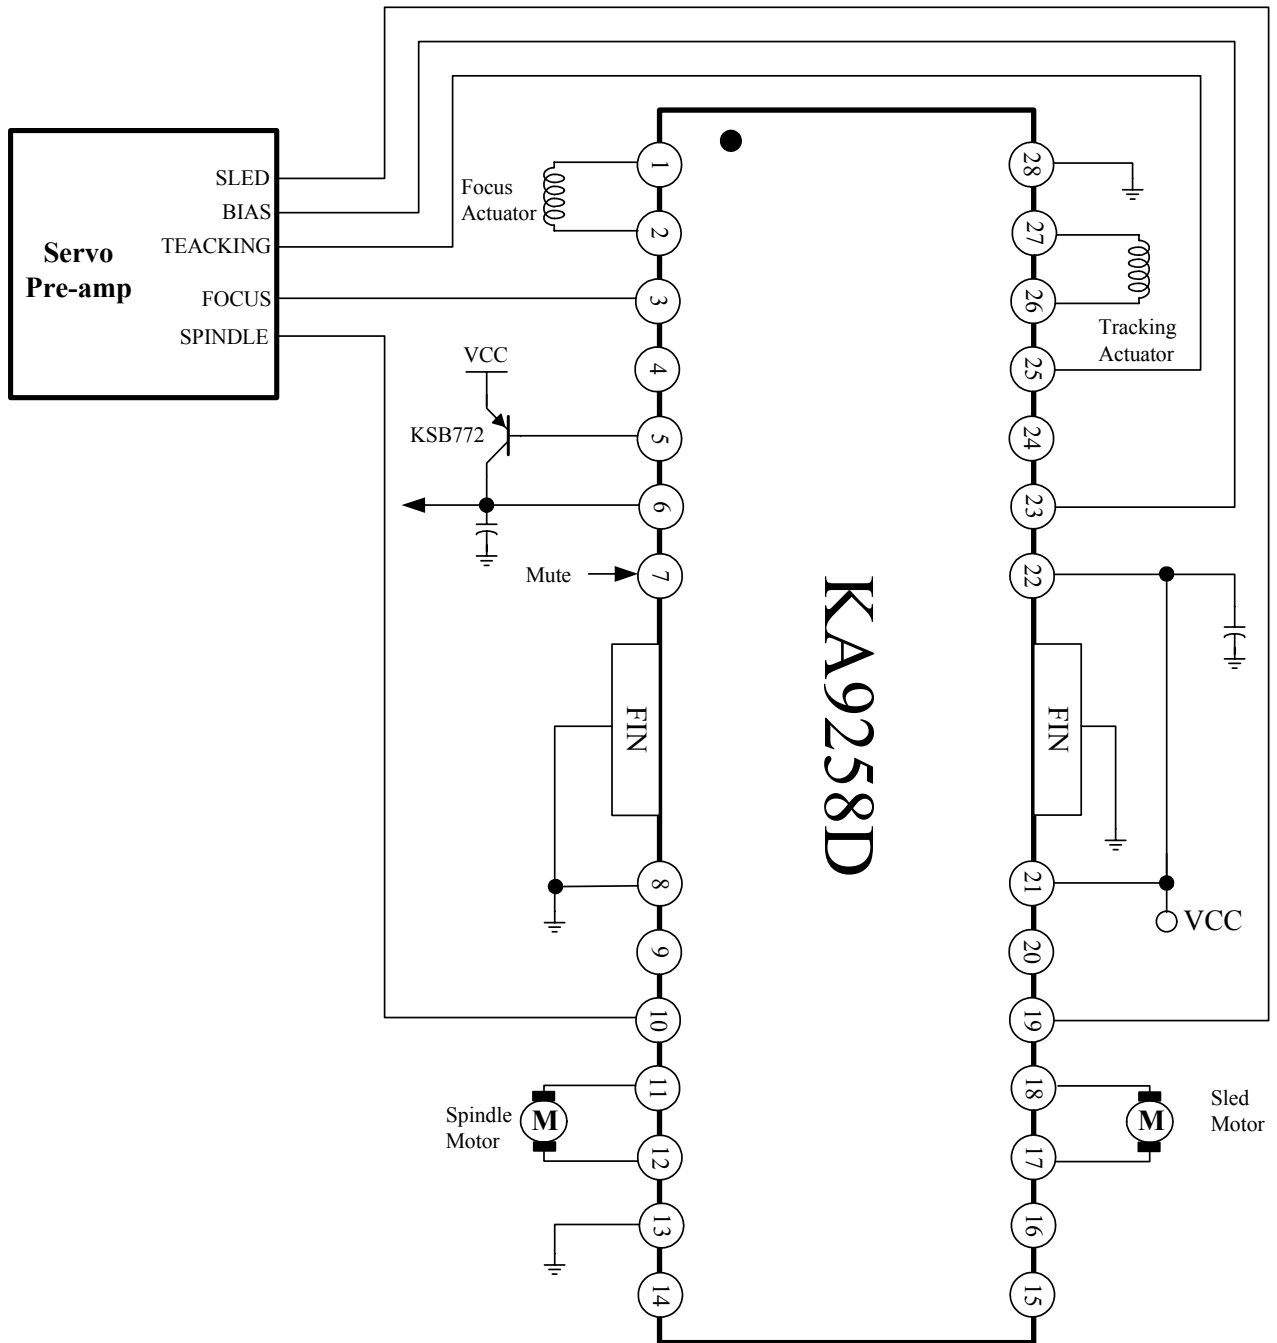 SLED
BIAS
TEACKING
FOCUS
SPINDLE
Servo
Pre-amp
Focus
Actuator
VCC
KSB772
Mute
FIN
Spindle
Motor
M
1
2
3
4
5
6
7
8
9
10
11
12
13
14
KA9258D
28
27
26
25
24
23
22
21
20
19
18
17
16
15
Tracking
Actuator
FIN
VCC
M
Sled
Motor